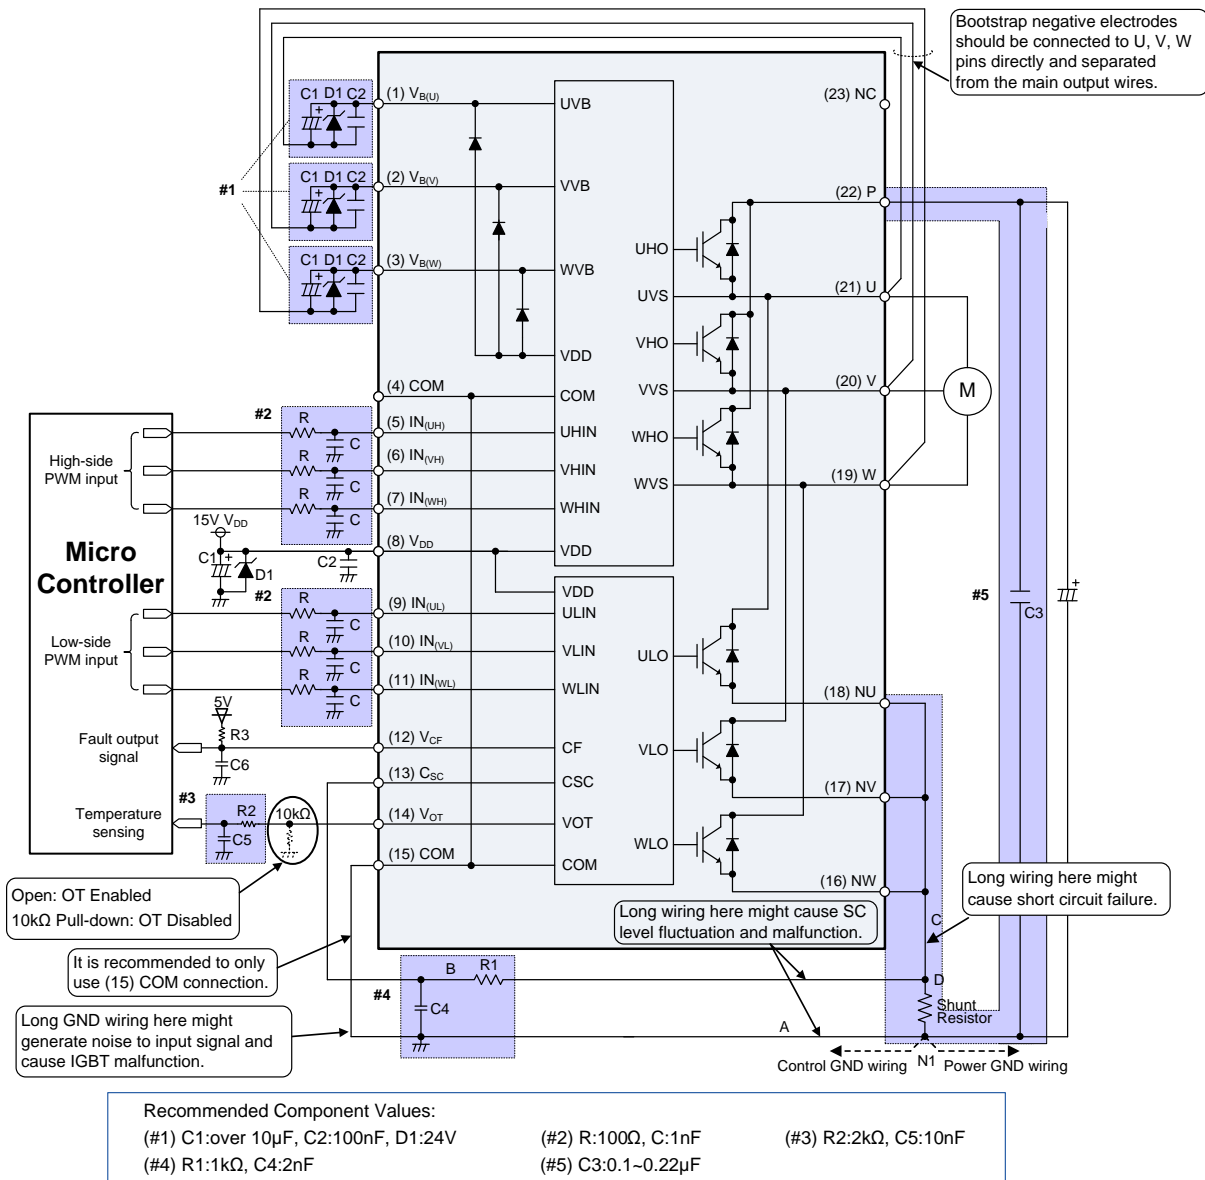 Bootstrap negative electrodes
should be connected to U, V, W
pins directly and separated
from the main output wires.
C1 D1 C2
+
(1) VB(U)
UVB
(23) NC
#1
C1 D1 C2
+
(2) VB(V)
VVB
(22) P
UHO
C1 D1 C2
+
(3) VB(W)
WVB
UVS
(21) U
VHO
VDD
(20) V
M
(4) COM
COM
VVS
#2
R
C
(5) IN(UH)
UHIN
WHO
High-side
PWM input
R
C
(6) IN(VH)
VHIN
R
C
(7) IN(WH)
WHIN
WVS
(19) W
15V VDD
Micro
Controller
C1
+
D1
C2
(8) VDD
VDD
#2
VDD
#5
C3
+
R
C
(9) IN(UL)
ULIN
Low-side
PWM input
R
C
(10) IN(VL)
VLIN
ULO
R
C
(11) IN(WL)
WLIN
(18) NU
5V
R3
Fault output
signal
C6
(12) VCF
CF
VLO
(13) CSC
CSC
(17) NV
#3
Temperature
sensing
R2
C5
10kΩ
(14) VOT
VOT
WLO
(15) COM
COM
(16) NW
Open: OT Enabled
10kΩ Pull-down: OT Disabled
Long wiring here might
cause short circuit failure.
Long wiring here might cause SC
level fluctuation and malfunction.
C
It is recommended to only
use (15) COM connection.
#4
B
R1
C4
D
Shunt
Resistor
Long GND wiring here might
generate noise to input signal and
cause IGBT malfunction.
A
Control GND wiring
N1
Power GND wiring
Recommended Component Values:
(#1) C1:over 10μF, C2:100nF, D1:24V
(#2) R:100Ω, C:1nF
(#3) R2:2kΩ, C5:10nF
(#4) R1:1kΩ, C4:2nF
(#5) C3:0.1~0.22μF